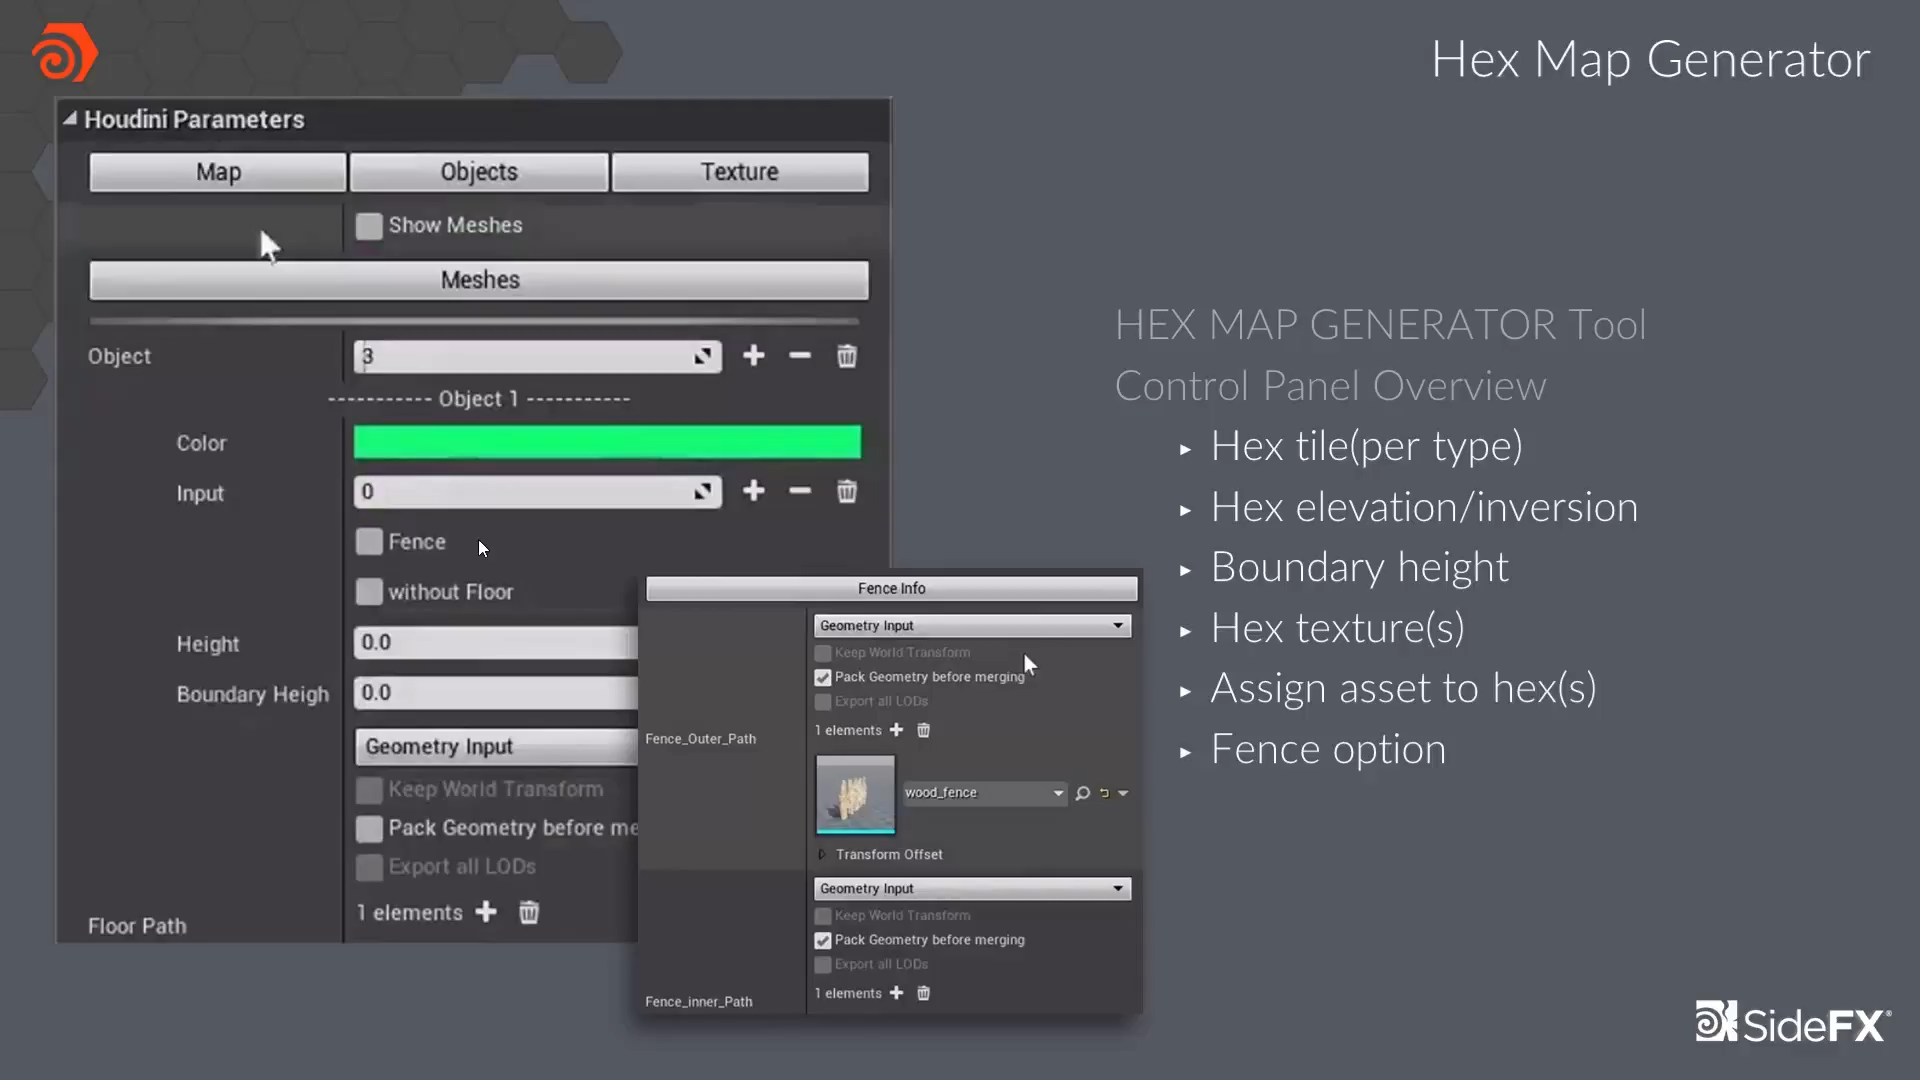 Hex Map Generator
Houdini Parameters
Map
Objects
Texture
Show Meshes
Meshes
Object
3
---------- Object 1 ----------
Color
Input
0
Fence
without Floor
Height
0.0
Boundary Heigh
0.0
Geometry Input
Keep World Transform
Pack Geometry before me
Export all LODs
1 elements
Floor Path
Fence Info
Geometry Input
Keep World Transform
Pack Geometry before merging
Export all LODs
1 elements
Fence_Outer_Path
wood_fence
Transform Offset
Geometry Input
Keep World Transform
Pack Geometry before merging
Export all LODs
1 elements
Fence_inner_Path
HEX MAP GENERATOR Tool
Control Panel Overview
▸ Hex tile(per type)
▸ Hex elevation/inversion
▸ Boundary height
▸ Hex texture(s)
▸ Assign asset to hex(s)
▸ Fence option
SideFX®